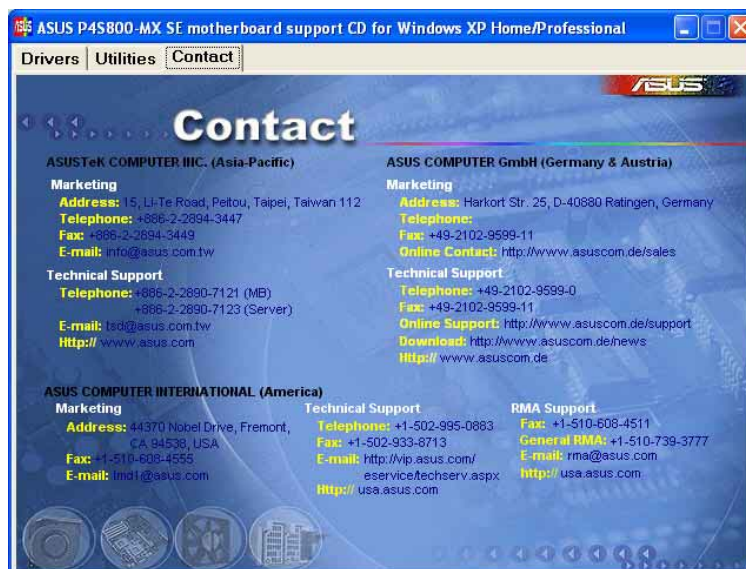 ASUS P4S800-MX SE motherboard support CD for Windows XP Home/Professional
Drivers Utilities Contact
ASUS
Contact
ASUSTeK COMPUTER INC. (Asia-Pacific)
Marketing
Address: 15, Li-Te Road, Peitou, Taipei, Taiwan 112
Telephone: +886-2-2894-3447
Fax: +886-2-2894-3449
E-mail: info@asus.com.tw
Technical Support
Telephone: +886-2-2890-7121 (MB)
+886-2-2890-7123 (Server)
E-mail: tsd@asus.com.tw
Http:// www.asus.com
ASUS COMPUTER GmbH (Germany & Austria)
Marketing
Address: Harkort Str. 25, D-40880 Ratingen, Germany
Telephone:
Fax: +49-2102-9599-11
Online Contact: http://www.asuscom.de/sales
Technical Support
Telephone: +49-2102-9599-0
Fax: +49-2102-9599-11
Online Support: http://www.asuscom.de/support
Download: http://www.asuscom.de/news
Http:// www.asuscom.de
ASUS COMPUTER INTERNATIONAL (America)
Marketing
Address: 44370 Nobel Drive, Fremont,
CA 94538, USA
Fax: +1-510-608-4555
E-mail: tmd1@asus.com
Technical Support
Telephone: +1-502-995-0883
Fax: +1-502-933-8713
E-mail: http://vip.asus.com/
eservice/techserv.aspx
Http:// usa.asus.com
RMA Support
Fax: +1-510-608-4511
General RMA: +1-510-739-3777
E-mail: rma@asus.com
http:// usa.asus.com